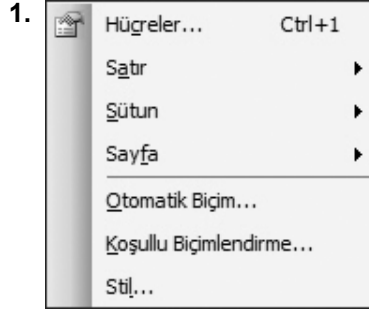 1.
Hücreler... Ctrl+1
Satır
Sütun
Sayfa
Otomatik Biçim...
Koşullu Biçimlendirme...
Stil...